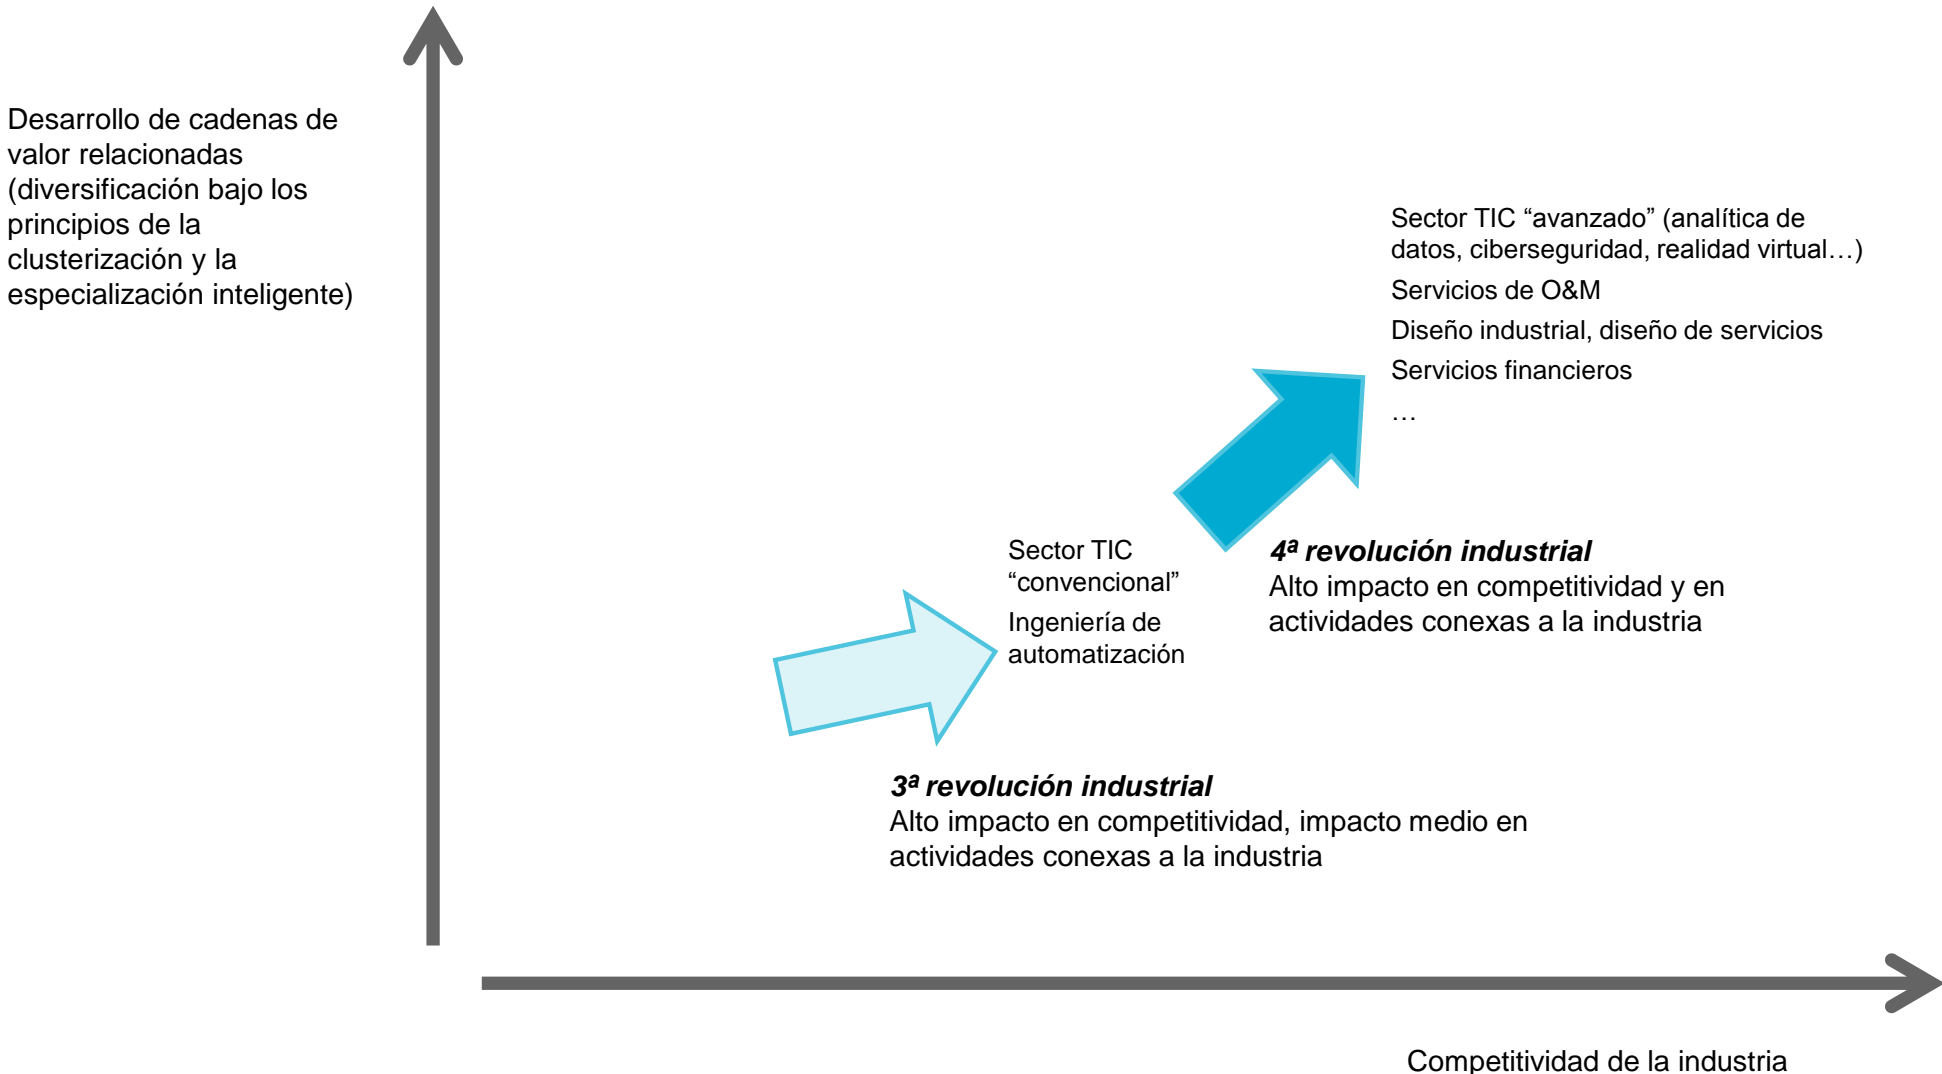 Desarrollo de cadenas de
valor relacionadas
(diversificación bajo los
principios de la
clusterización y la
especialización inteligente)
Sector TIC “avanzado” (analítica de
datos, ciberseguridad, realidad virtual…)
Servicios de O&M
Diseño industrial, diseño de servicios
Servicios financieros
…
Sector TIC
“convencional”
Ingeniería de
automatización
4ª revolución industrial
Alto impacto en competitividad y en
actividades conexas a la industria
3ª revolución industrial
Alto impacto en competitividad, impacto medio en
actividades conexas a la industria
Competitividad de la industria